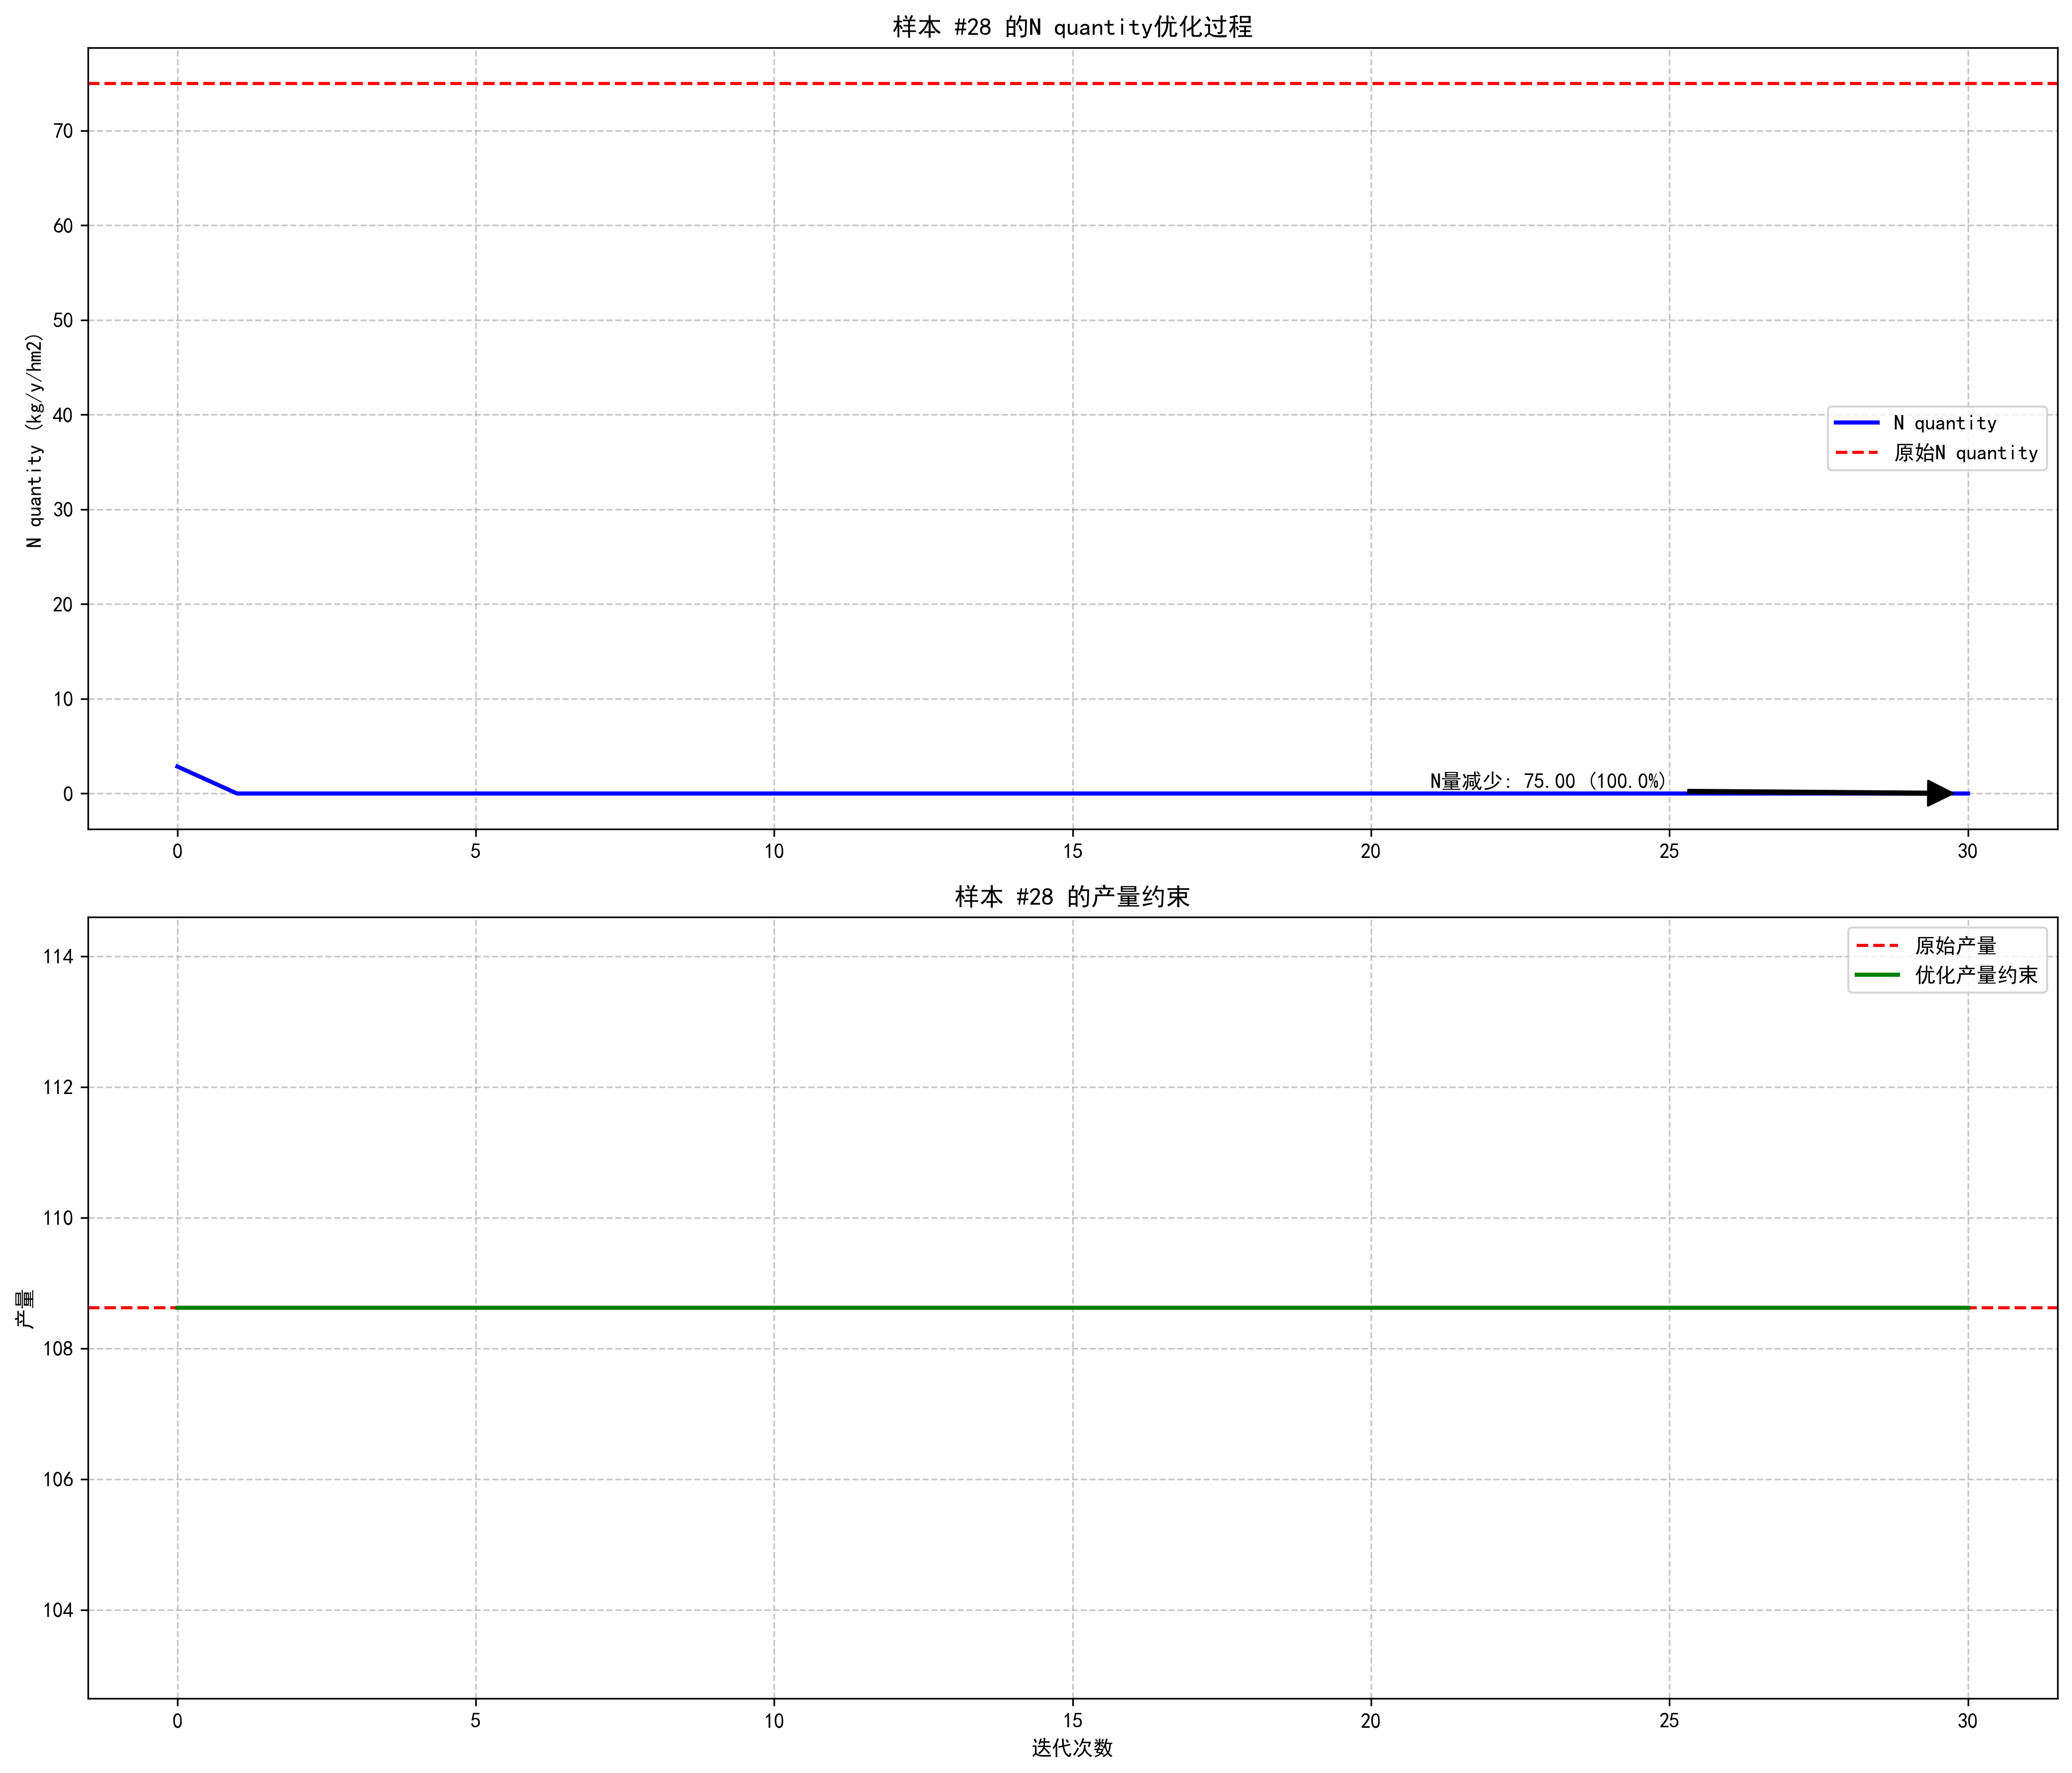 样本 #28 的N quantity优化过程
N quantity (kg/y/hm2)
70
60
50
40
30
20
10
0
N quantity
原始N quantity
N量减少: 75.00 (100.0%)
0 5 10 15 20 25 30
样本 #28 的产量约束
产量
114
112
110
108
106
104
原始产量
优化产量约束
0 5 10 15 20 25 30
迭代次数